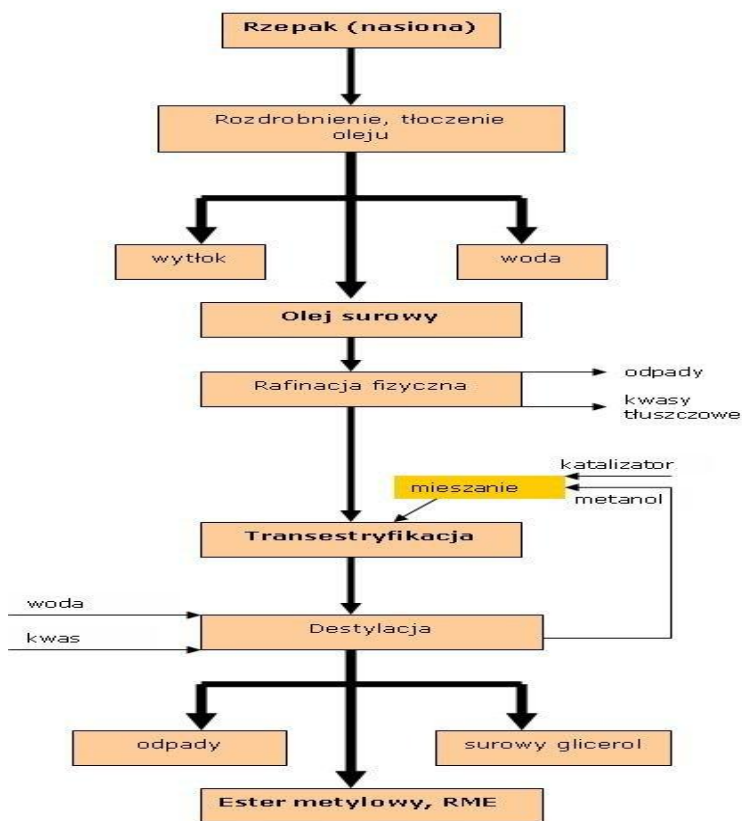 Rzepak (nasiona)
Rozdrobnienie, tłoczenie
oleju
wytłok
woda
Olej surowy
Rafinacja fizyczna
odpady
kwasy
tłuszczowe
katalizator
mieszanie
metanol
Transestryfikacja
woda
kwas
Destylacja
odpady
surowy glicerol
Ester metylowy, RME